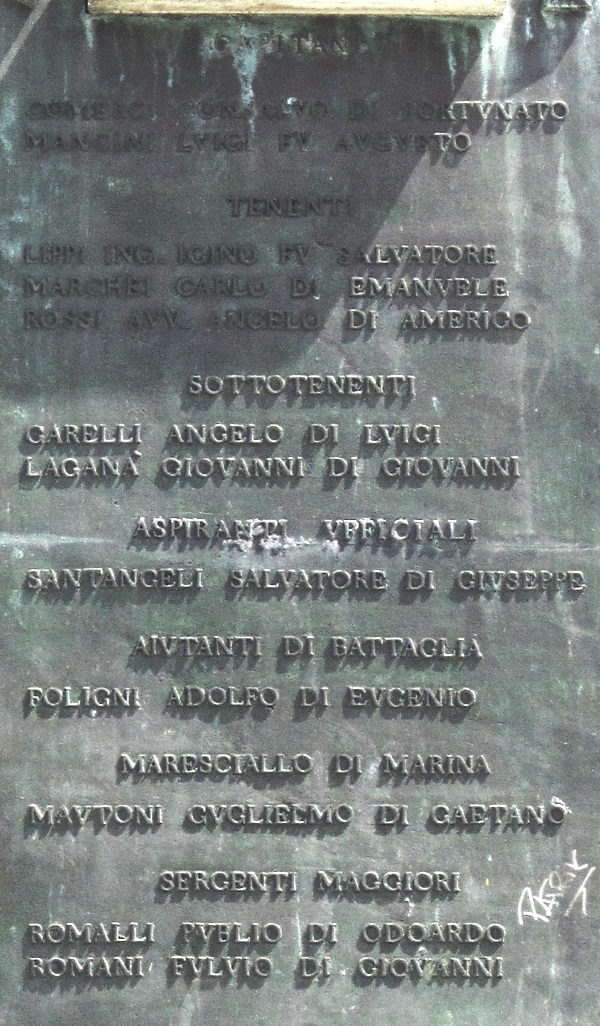 CAPITANI
CONSALVO DI FORTVNATO
MANCINI LVIGI FV AVGVSTO
TENENTI
LIPPI ING. IGINO FV SALVATORE
MARCHEI CARLO DI EMANVELE
ROSSI AVV. ANGELO DI AMERIGO
SOTTOTENENTI
CARELLI ANGELO DI LVIGI
LAGANÀ GIOVANNI DI GIOVANNI
ASPIRANTI VFFICIALI
SANTANGELI SALVATORE DI GIVSEPPE
AIVTANTI DI BATTAGLIA
FOLIGNI ADOLFO DI EVGENIO
MARESCIALLO DI MARINA
MAVTONI GVGLIELMO DI GAETANO
SERGENTI MAGGIORI
ROMALLI PVBLIO DI ODOARDO
ROMANI FVLVIO DI GIOVANNI